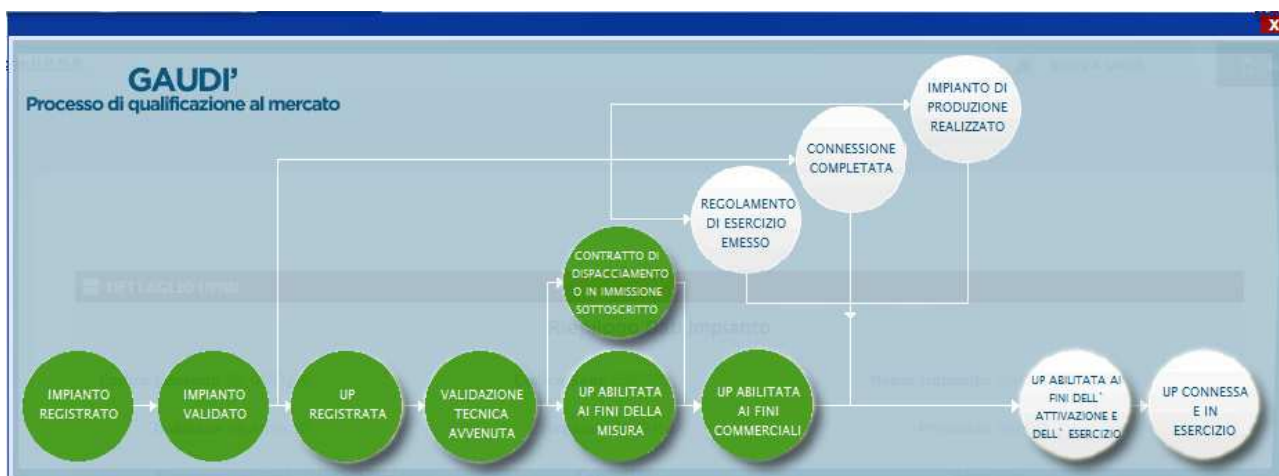 X
GAUDI'
Processo di qualificazione al mercato
IMPIANTO DI
PRODUZIONE
REALIZZATO
CONNESSIONE
COMPLETATA
REGOLAMENTO
DI ESERCIZIO
EMESSO
CONTRATTO DI
DISPACCIAMENTO
O IN IMMISSIONE
SOTTOSCRITTO
IMPIANTO
REGISTRATO
IMPIANTO
VALIDATO
UP
REGISTRATA
VALIDAZIONE
TECNICA
AVVENUTA
UP ABILITATA
AI FINI DELLA
MISURA
UP ABILITATA
AI FINI
COMMERCIALI
UP ABILITATA AI
FINI DELL`
ATTIVAZIONE E
DELL` ESERCIZIO
UP CONNESSA
E IN
ESERCIZIO